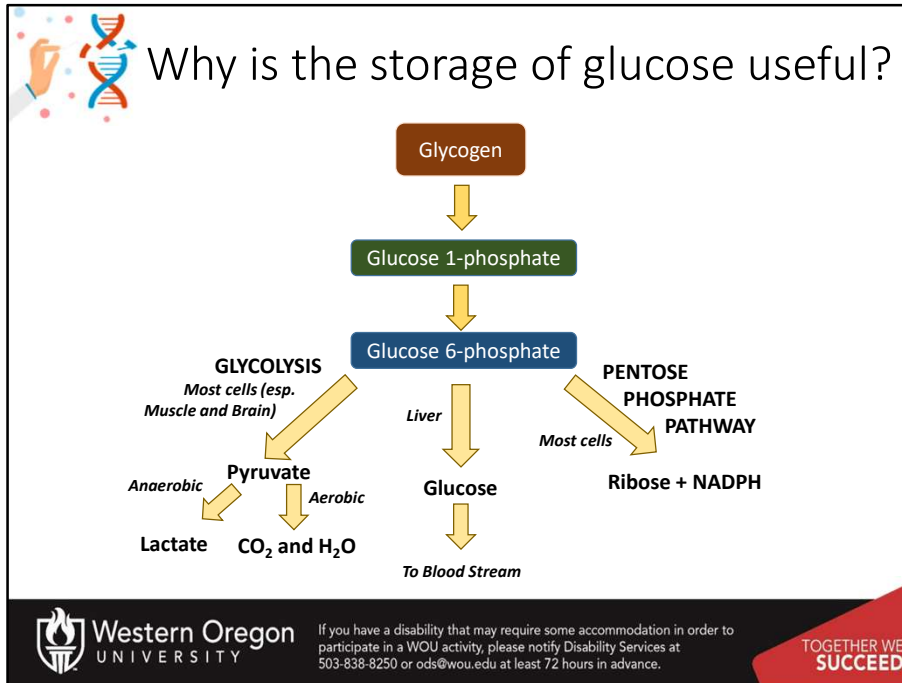 Why is the storage of glucose useful?
Glycogen
Glucose 1-phosphate
Glucose 6-phosphate
GLYCOLYSIS
Most cells (esp.
Muscle and Brain)
Liver
PENTOSE
PHOSPHATE
PATHWAY
Most cells
Pyruvate
Anaerobic
Aerobic
Lactate
CO₂ and H₂O
Glucose
To Blood Stream
Ribose + NADPH
Western Oregon
UNIVERSITY
If you have a disability that may require some accommodation in order to
participate in a WOU activity, please notify Disability Services at
503-838-8250 or ods@wou.edu at least 72 hours in advance.
TOGETHER WE
SUCCEED